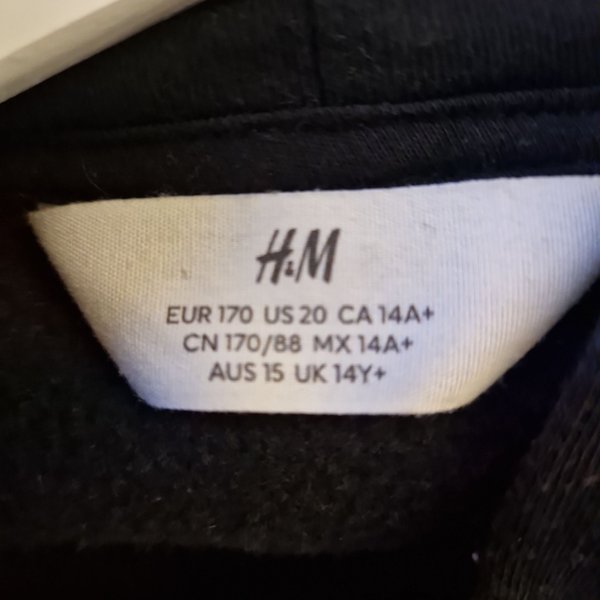 H&M
EUR 170 US 20 CA 14A+
CN 170/88 MX 14A+
AUS 15 UK 14Y+